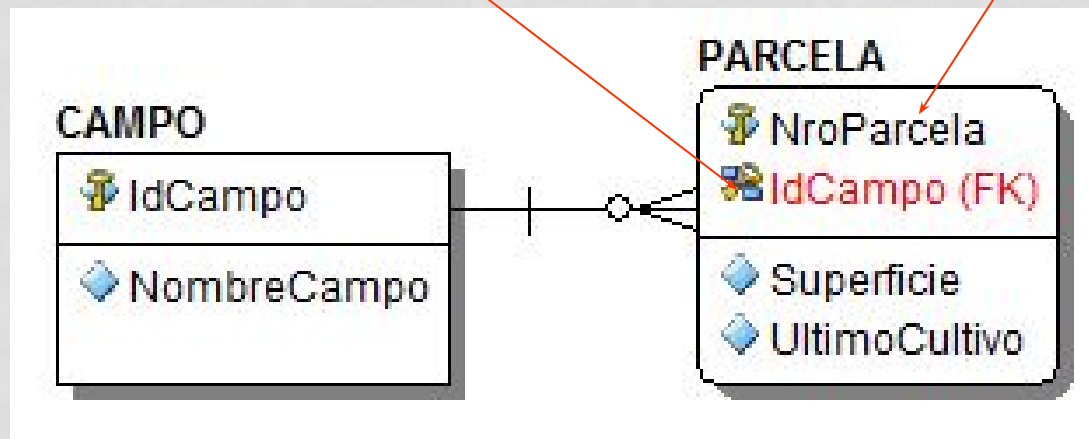 CAMPO
IdCampo
NombreCampo
PARCELA
NroParcela
IdCampo (FK)
Superficie
UltimoCultivo